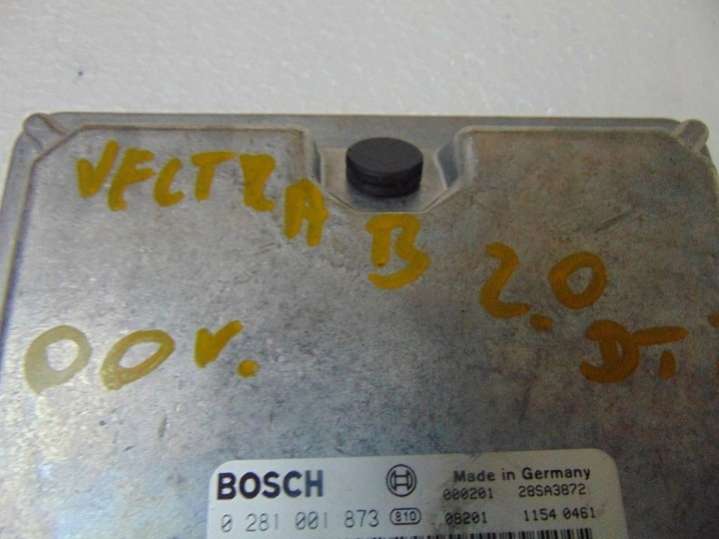 VECTRA B 2.0
00v. DT
BOSCH Made in Germany
000201 28SA3872
0 281 001 873 810 08201 1154 0461